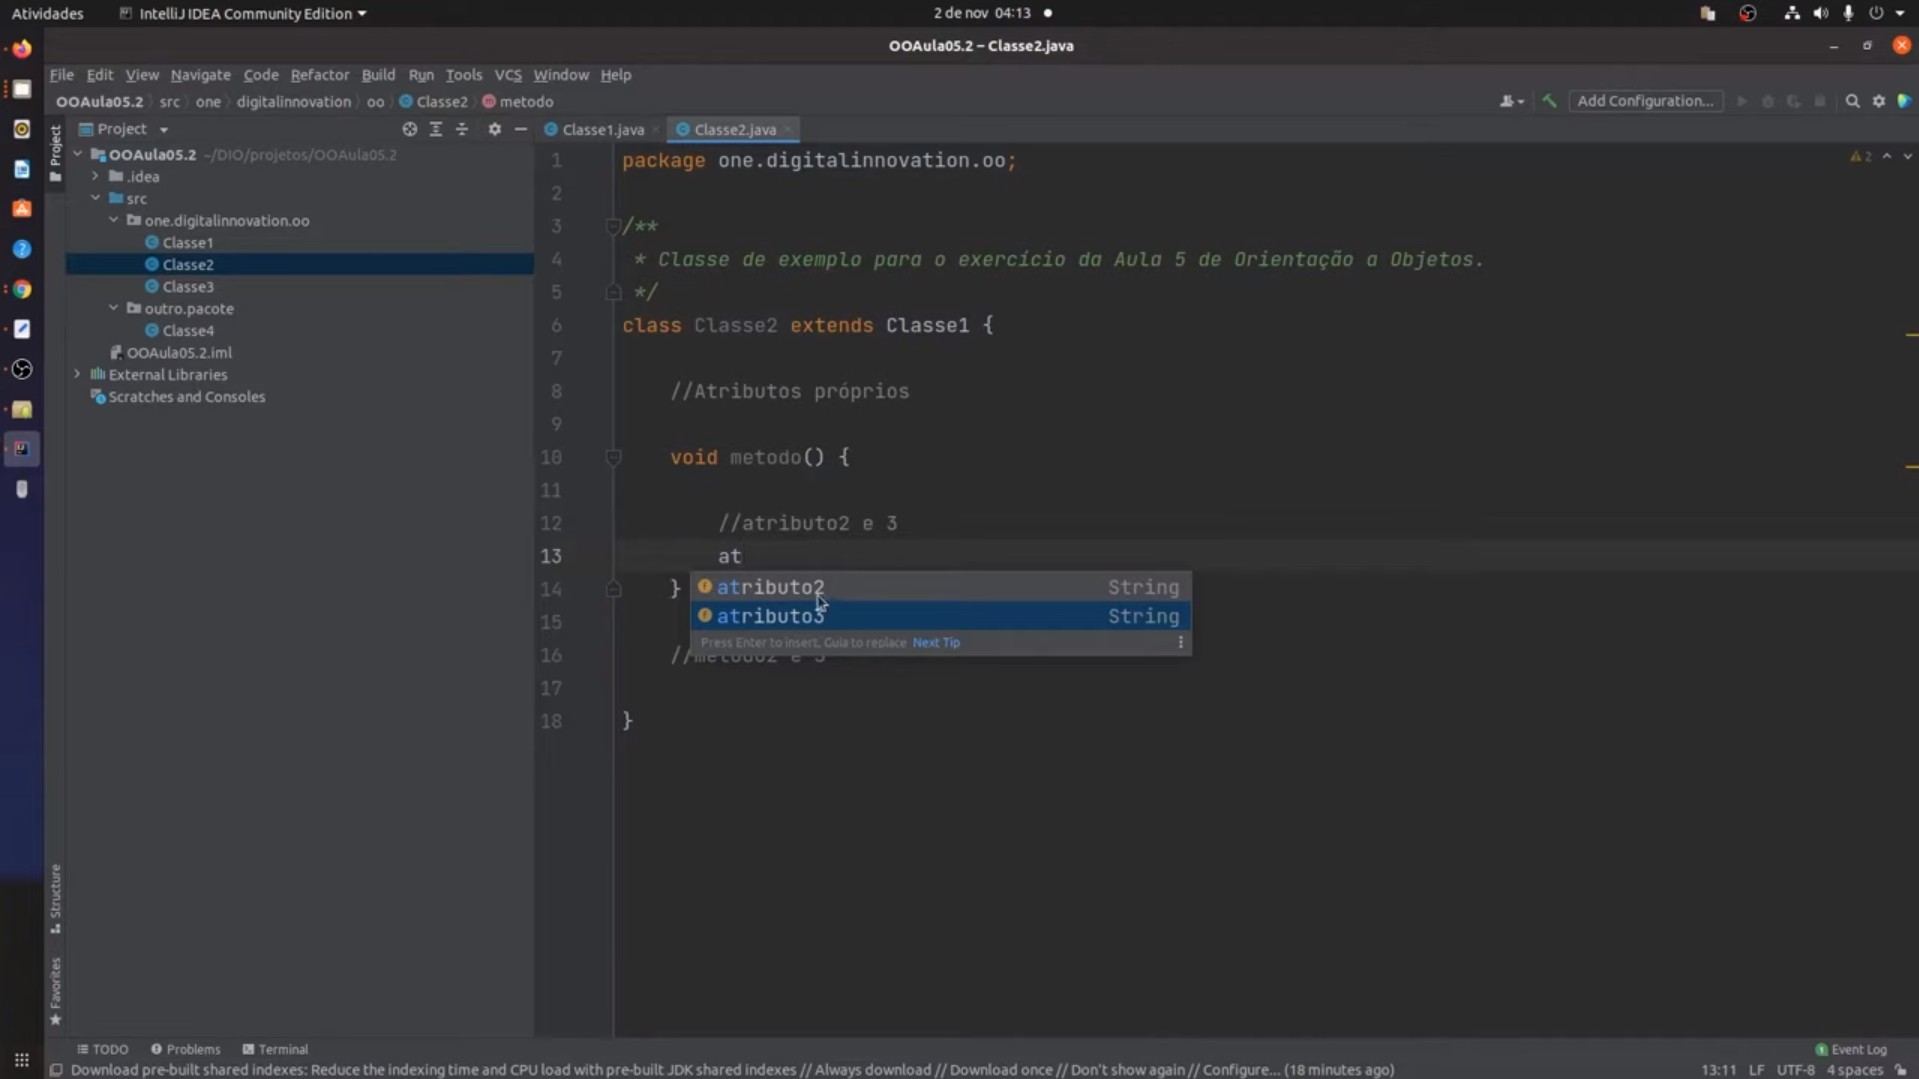 Atividades
IntelliJ IDEA Community Edition
2 de nov 04:13
OOAula05.2 – Classe2.java
File Edit View Navigate Code Refactor Build Run Tools VCS Window Help
OOAula05.2 src one digitalinnovation oo Classe2 metodo
Add Configuration...
Project
Project
Classe1.java
Classe2.java
OOAula05.2 ~/DIO/projetos/OOAula05.2
.idea
src
one.digitalinnovation.oo
Classe1
Classe2
Classe3
outro.pacote
Classe4
OOAula05.2.iml
External Libraries
Scratches and Consoles
2
1 package one.digitalinnovation.oo;
2
3 /**
4 * Classe de exemplo para o exercício da Aula 5 de Orientação a Objetos.
5 */
6 class Classe2 extends Classe1 {
7
8 //Atributos próprios
9
10 void metodo() {
11
12 //atributo2 e 3
13 at
14 }
atributo2 String
15
atributo3 String
Press Enter to insert, Guia to replace Next Tip
16 //metodo2 e 3
17
18 }
Structure
Favorites
TODO Problems Terminal
Event Log
Download pre-built shared indexes: Reduce the indexing time and CPU load with pre-built JDK shared indexes // Always download // Download once // Don't show again // Configure... (18 minutes ago)
13:11 LF UTF-8 4 spaces